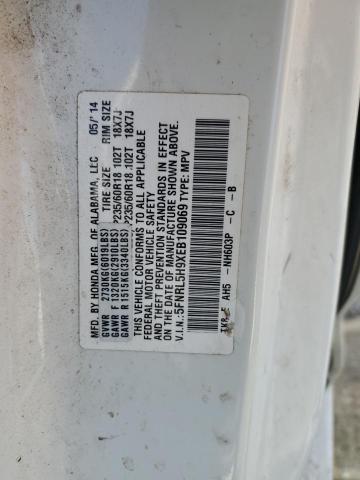 MFD. BY HONDA MFG. OF ALABAMA, LLC 05/'14
GVWR 2730KG(6019LBS) TIRE SIZE RIM SIZE
GAWR F 1320KG(2910LBS) P235/60R18 102T 18X7J
GAWR R 1515KG(3340LBS) P235/60R18 102T 18X7J
THIS VEHICLE CONFORMS TO ALL APPLICABLE
FEDERAL MOTOR VEHICLE SAFETY
AND THEFT PREVENTION STANDARDS IN EFFECT
ON THE DATE OF MANUFACTURE SHOWN ABOVE.
V.I.N.:5FNRL5H9XEB109069 TYPE: MPV
AH5 -NH603P -C -B